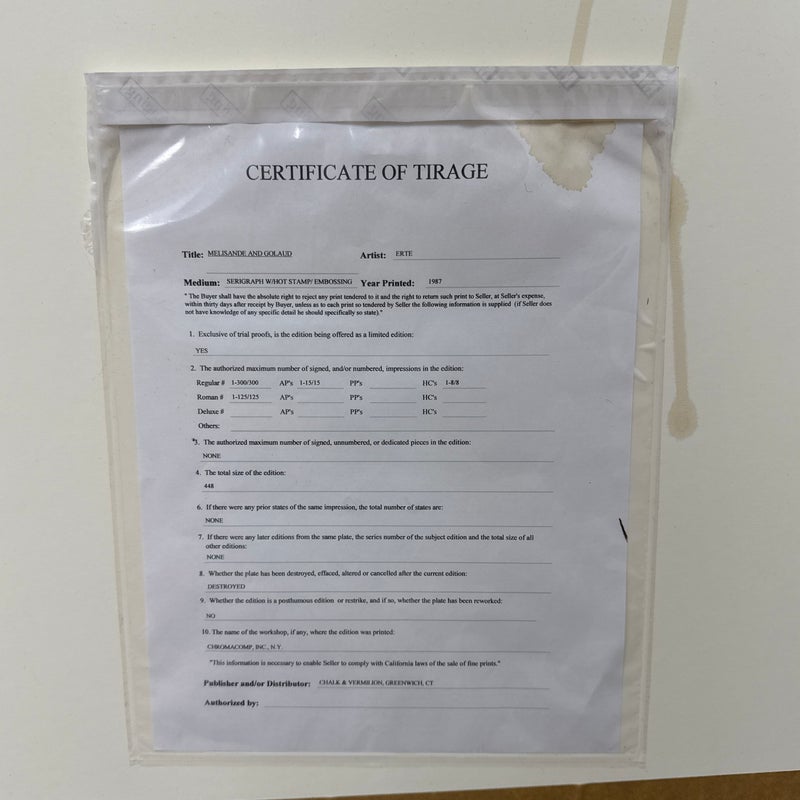 CERTIFICATE OF TIRAGE
Title: MELISANDE AND GOLAUD Artist: ERTE
Medium: SERIGRAPH W/HOT STAMP/ EMBOSSING Year Printed: 1987
" The Buyer shall have the absolute right to reject any print tendered to it and the right to return such print to Seller, at Seller's expense,
within thirty days after receipt by Buyer, unless as to each print so tendered by Seller the following information is supplied (if Seller does
not have knowledge of any specific detail he should specifically so state)."
1. Exclusive of trial proofs, is the edition being offered as a limited edition:
YES
2. The authorized maximum number of signed, and/or numbered, impressions in the edition:
Regular # 1-300/300 AP's 1-15/15 PP's HC's 1-8/8
Roman # 1-125/125 AP's PP's HC's
Deluxe # AP's PP's HC's
Others:
*3. The authorized maximum number of signed, unnumbered, or dedicated pieces in the edition:
NONE
4. The total size of the edition:
448
6. If there were any prior states of the same impression, the total number of states are:
NONE
7. If there were any later editions from the same plate, the series number of the subject edition and the total size of all
other editions:
NONE
8. Whether the plate has been destroyed, effaced, altered or cancelled after the current edition:
DESTROYED
9. Whether the edition is a posthumous edition or restrike, and if so, whether the plate has been reworked:
NO
10. The name of the workshop, if any, where the edition was printed:
CHROMACOMP, INC., N.Y.
"This information is necessary to enable Seller to comply with California laws of the sale of fine prints."
Publisher and/or Distributor: CHALK & VERMILION, GREENWICH, CT
Authorized by: